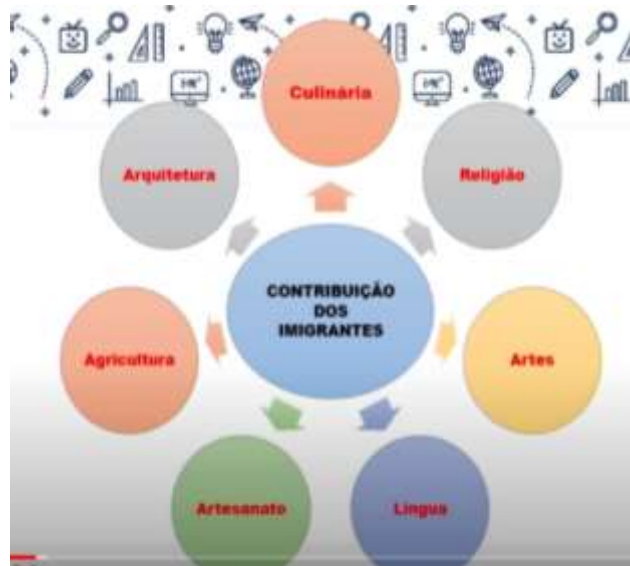 Culinária
Arquitetura
Religião
CONTRIBUIÇÃO
DOS
IMIGRANTES
Agricultura
Artes
Artesanato
Língua